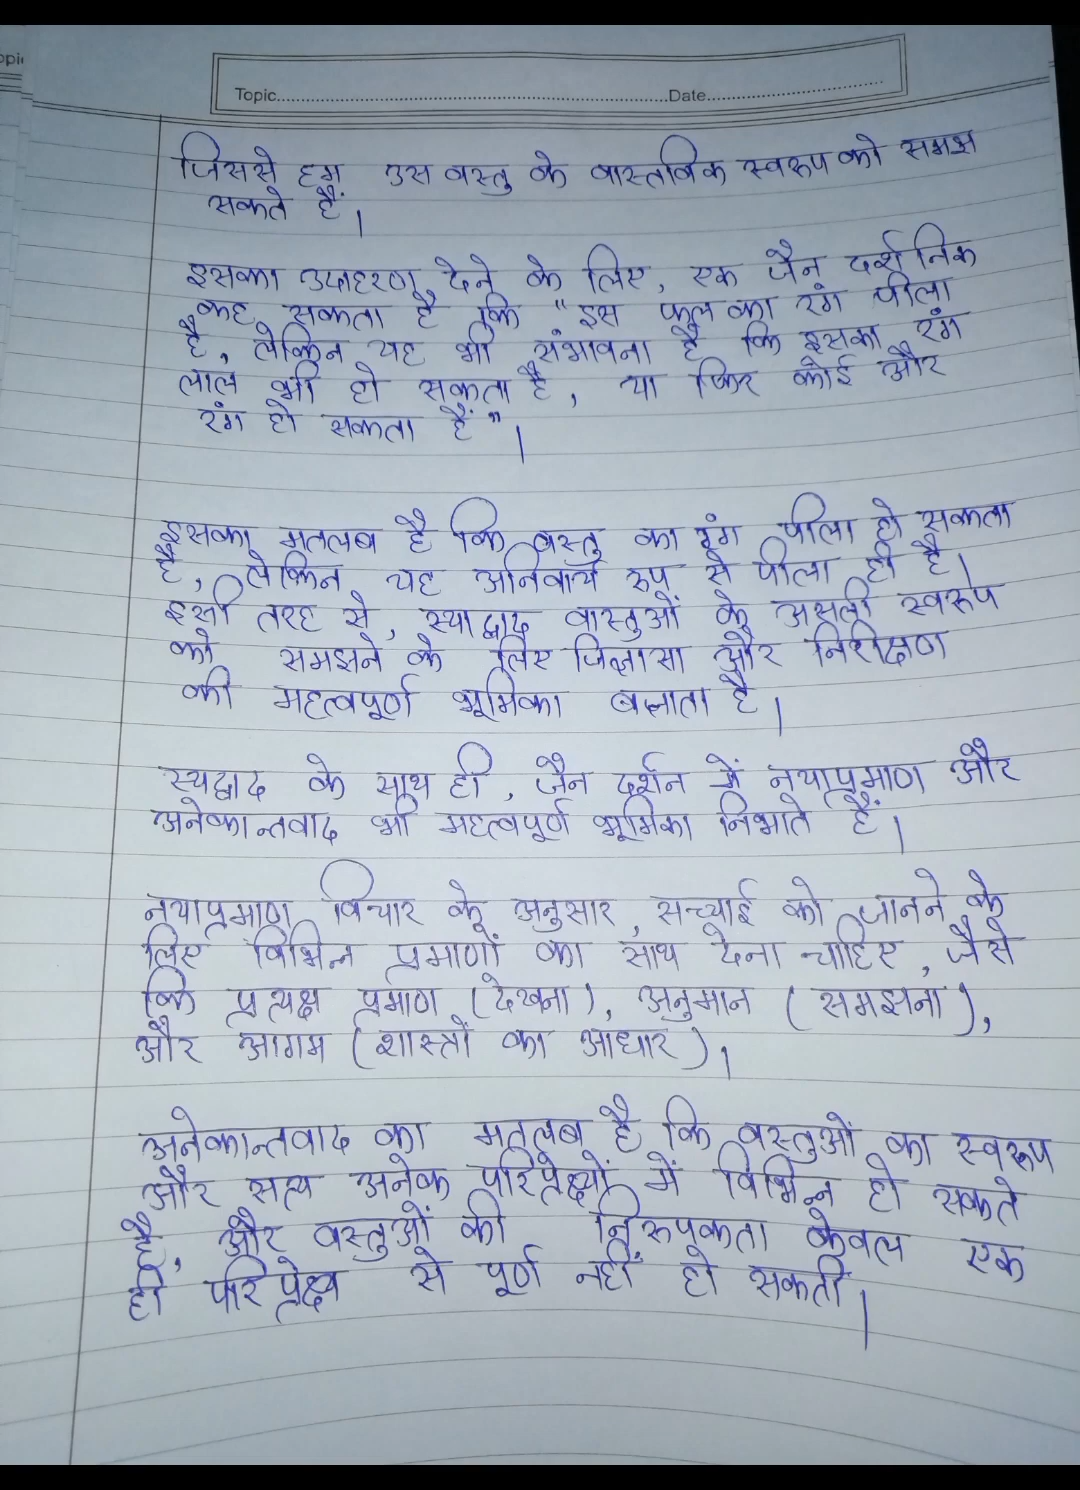 Topic
Date
जिससे हम उस वस्तु के वास्तविक स्वरूप को समझ
सकते हैं।
इसका उदाहरण देने के लिए, एक जैन दर्शनिक
कह सकता है कि "इस फूल का रंग पीला
है, लेकिन यह भी संभावना है कि इसका रंग
लाल भी हो सकता है, या फिर कोई और
रंग हो सकता है"।
इसका मतलब है कि वस्तु का रंग पीला हो सकता
है, लेकिन यह अनिवार्य रूप से पीला ही है।
इसी तरह से, स्याद्वाद वास्तुओं के असली स्वरूप
को समझने के लिए जिज्ञासा और निरीक्षण
की महत्वपूर्ण भूमिका बताता है।
स्यद्वाद के साथ ही, जैन दर्शन में नयाप्रमाण और
अनेकान्तवाद भी महत्वपूर्ण भूमिका निभाते हैं।
नयाप्रमाण विचार के अनुसार, सच्चाई को जानने के
लिए विभिन्न प्रमाणों का साथ देना चाहिए, जैसे
कि प्रत्यक्ष प्रमाण (देखना), अनुमान (समझना),
और आगम (शास्त्रों का आधार)।
अनेकान्तवाद का मतलब है कि वस्तुओं का स्वरूप
और सत्य अनेक परिप्रेक्ष्यों में विभिन्न हो सकते
है, और वस्तुओं की निरूपकता केवल एक
ही परिप्रेक्ष्य से पूर्ण नहीं हो सकती।